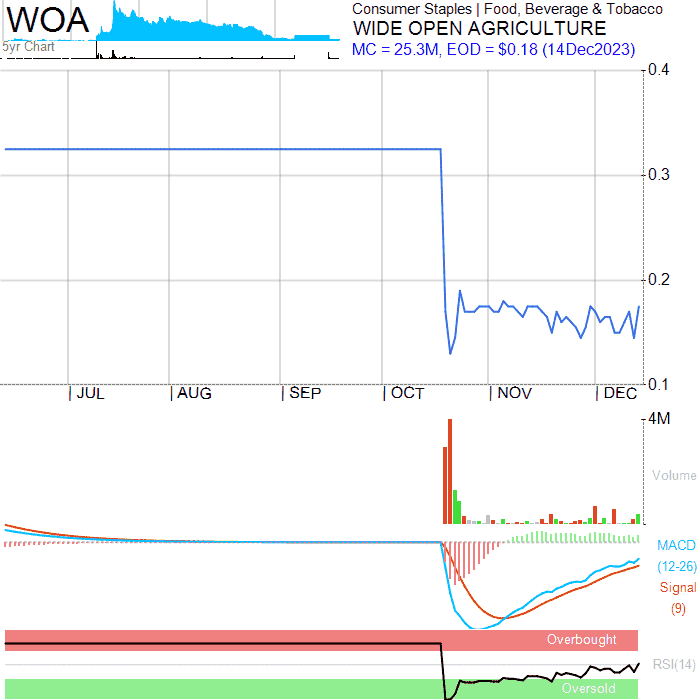 WOA
5yr Chart
Consumer Staples | Food, Beverage & Tobacco
WIDE OPEN AGRICULTURE
MC = 25.3M, EOD = $0.18 (14Dec2023)
0.4
0.3
0.2
0.1
JUL
AUG
SEP
OCT
NOV
DEC
4M
Volume
MACD
(12-26)
Signal
(9)
Overbought
RSI(14)
Oversold